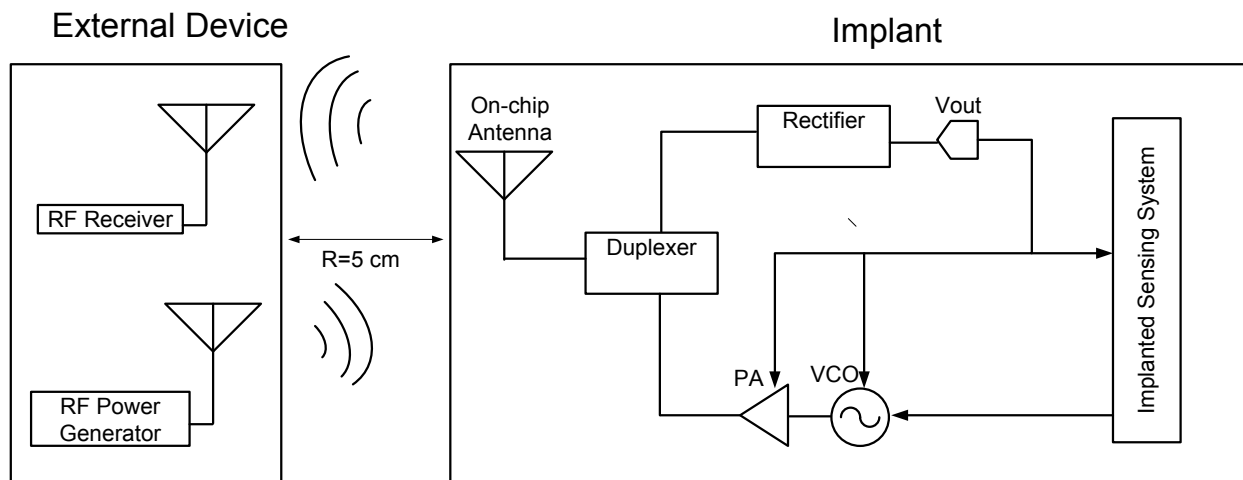 External Device
Implant
On-chip
Antenna
Rectifier
Vout
RF Receiver
R=5 cm
Duplexer
Implanted Sensing System
PA
VCO
RF Power
Generator